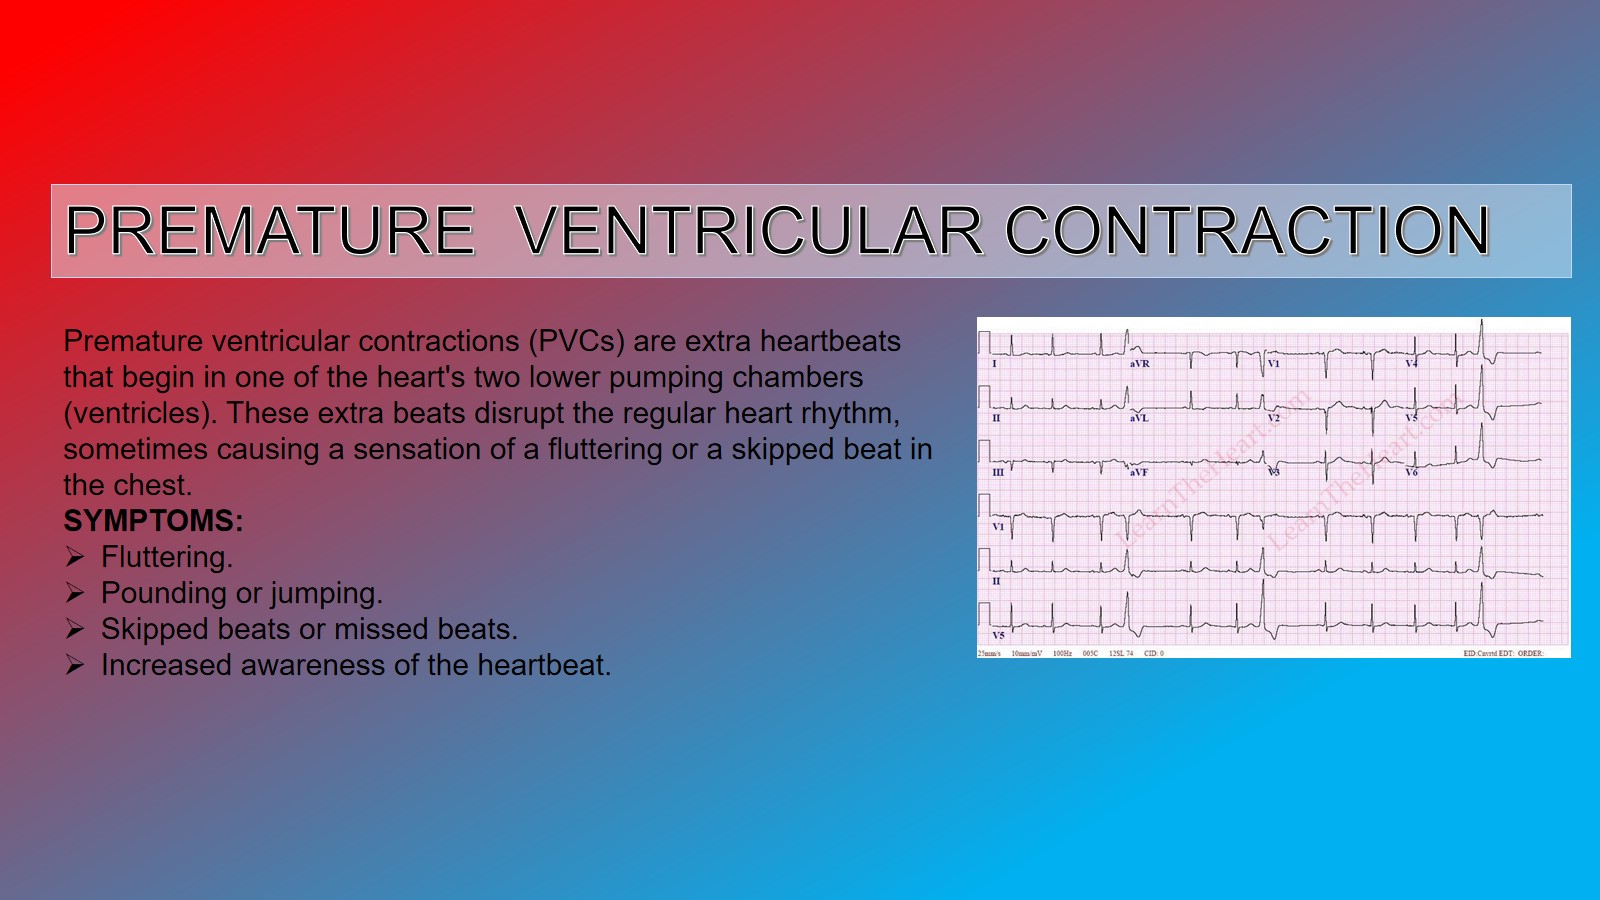 PREMATURE  VENTRICULAR CONTRACTION
Premature ventricular contractions (PVCs) are extra heartbeats
that begin in one of the heart's two lower pumping chambers
(ventricles). These extra beats disrupt the regular heart rhythm,
sometimes causing a sensation of a fluttering or a skipped beat in
the chest.
SYMPTOMS:
➢ Fluttering.
➢ Pounding or jumping.
➢ Skipped beats or missed beats.
➢ Increased awareness of the heartbeat.
I aVR V1 V4
II aVL V2 V5
III aVF V3 V6
V1
II
V5
LearnTheHeart.com
LearnTheHeart.com
25mm/s 10mm/mV 100Hz 005C 12SL 74 CID: 0 EID:Cnvrtd EDT: ORDER: